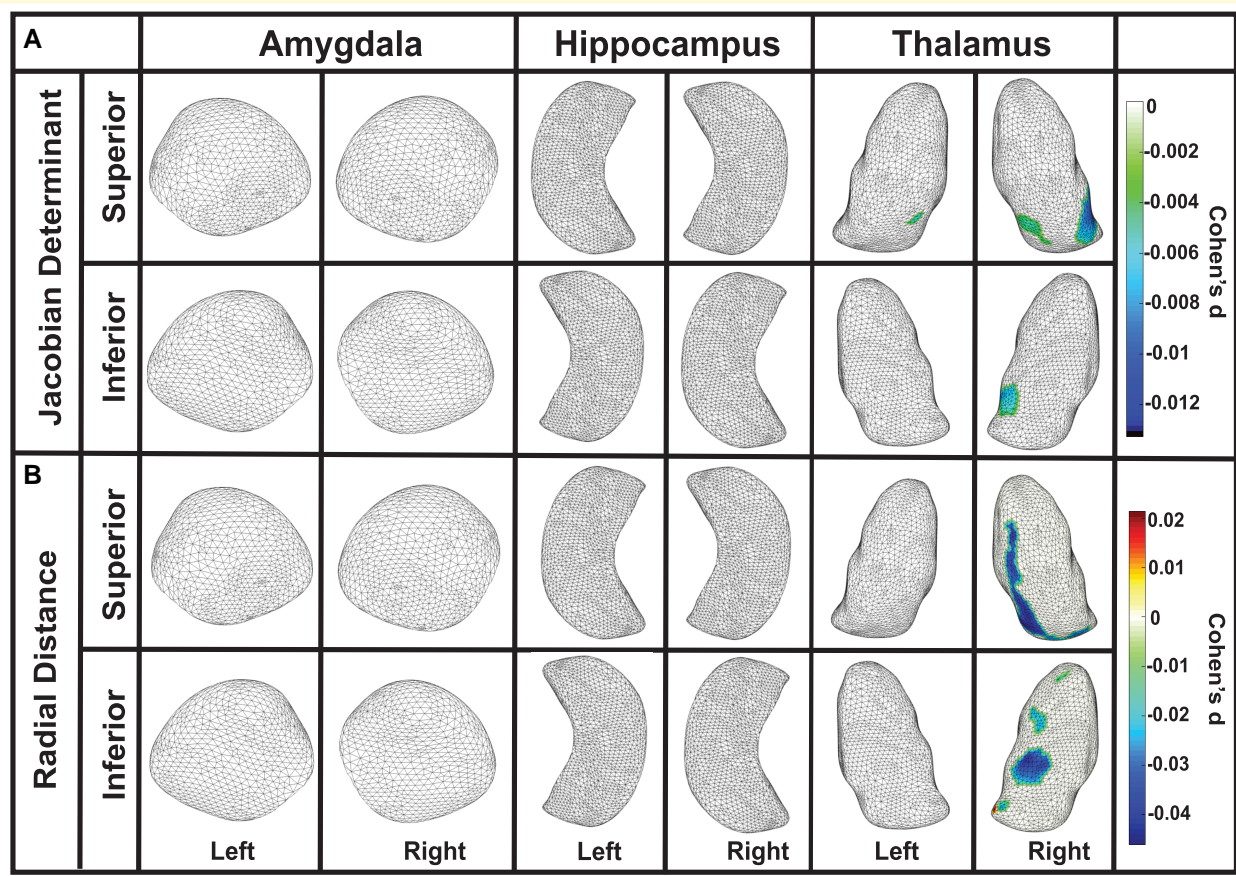 A
Amygdala
Hippocampus
Thalamus
Jacobian Determinant
Superior
Inferior
0
-0.002
-0.004
-0.006
-0.008
-0.01
-0.012
Cohen's d
B
Radial Distance
Superior
Inferior
0.02
0.01
0
-0.01
-0.02
-0.03
-0.04
Cohen's d
Left
Right
Left
Right
Left
Right